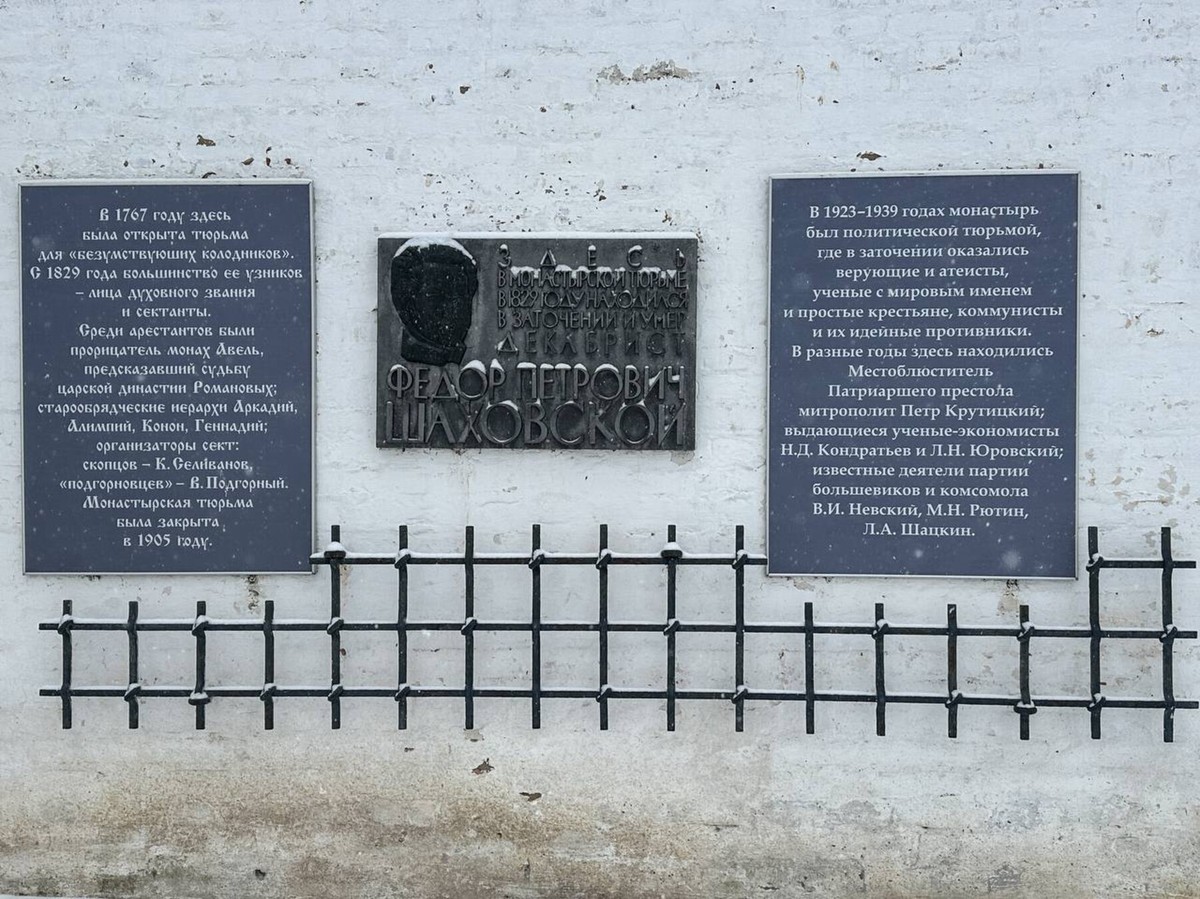 В 1767 году здесь
была открыта тюрьма
для «безумствующих колодников».
С 1829 года большинство ее узников
– лица духовного звания
и сектанты.
Среди арестантов были
прорицатель монах Авель,
предсказавший судьбу
царской династии Романовых;
старообрядческие иерархи Аркадий,
Алимпий, Конон, Геннадий;
организаторы сект:
скопцов – К. Селиванов,
«подгорновцев» – В. Подгорный.
Монастырская тюрьма
была закрыта
в 1905 году.
ЗДЕСЬ
В МОНАСТЫРСКОЙ ТЮРЬМЕ
В 1829 ГОДУ НАХОДИЛСЯ
В ЗАТОЧЕНИИ И УМЕР
ДЕКАБРИСТ
ФЕДОР ПЕТРОВИЧ
ШАХОВСКОЙ
В 1923–1939 годах монастырь
был политической тюрьмой,
где в заточении оказались
верующие и атеисты,
ученые с мировым именем
и простые крестьяне, коммунисты
и их идейные противники.
В разные годы здесь находились
Местоблюститель
Патриаршего престола
митрополит Петр Крутицкий;
выдающиеся ученые-экономисты
Н.Д. Кондратьев и Л.Н. Юровский;
известные деятели партии
большевиков и комсомола
В.И. Невский, М.Н. Рютин,
Л.А. Шацкин.